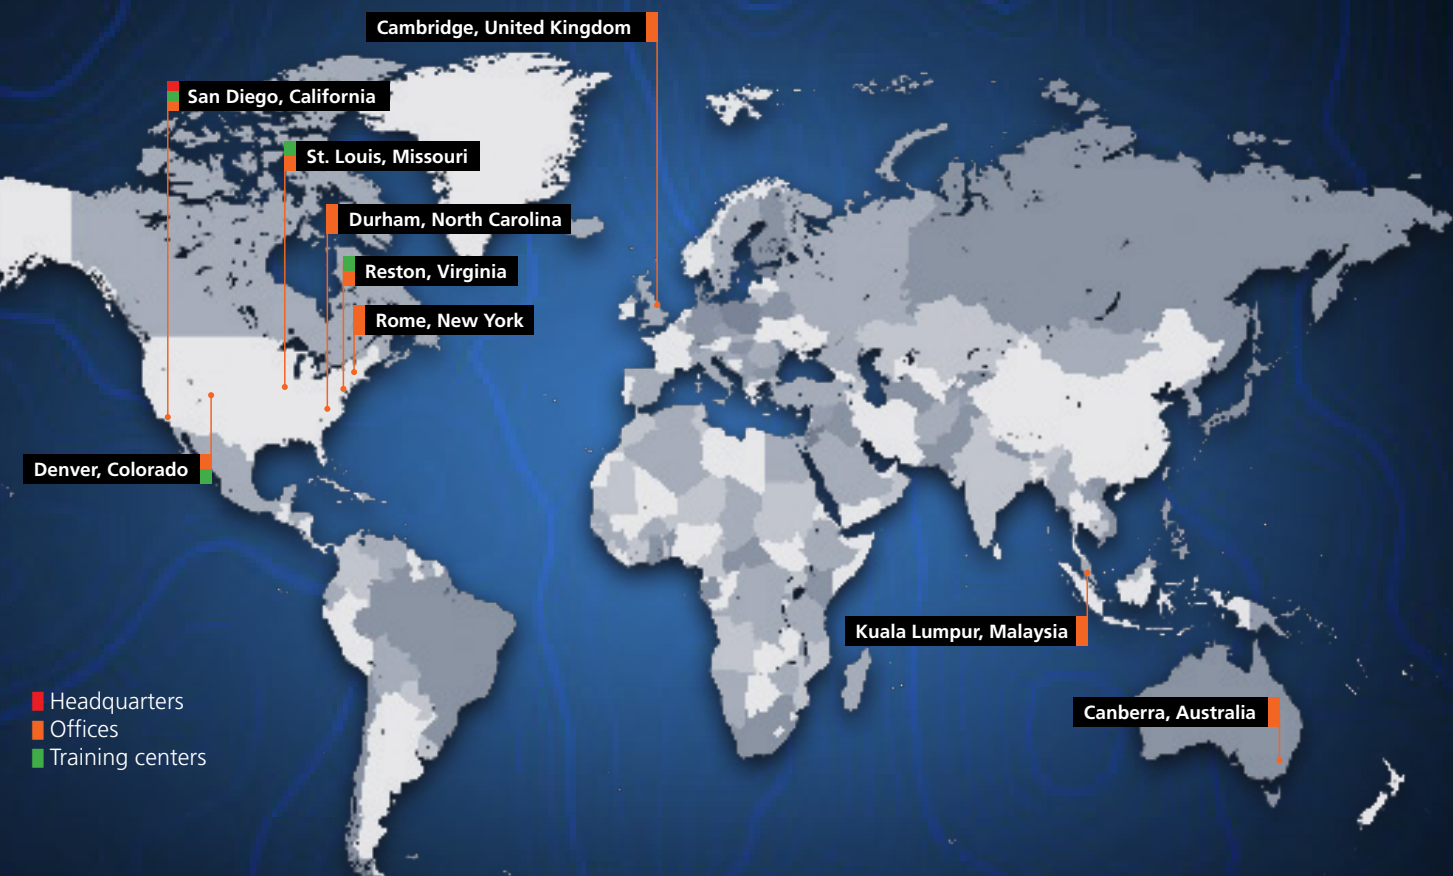 Cambridge, United Kingdom
San Diego, California
St. Louis, Missouri
Durham, North Carolina
Reston, Virginia
Rome, New York
Denver, Colorado
Kuala Lumpur, Malaysia
Canberra, Australia
Headquarters
Offices
Training centers